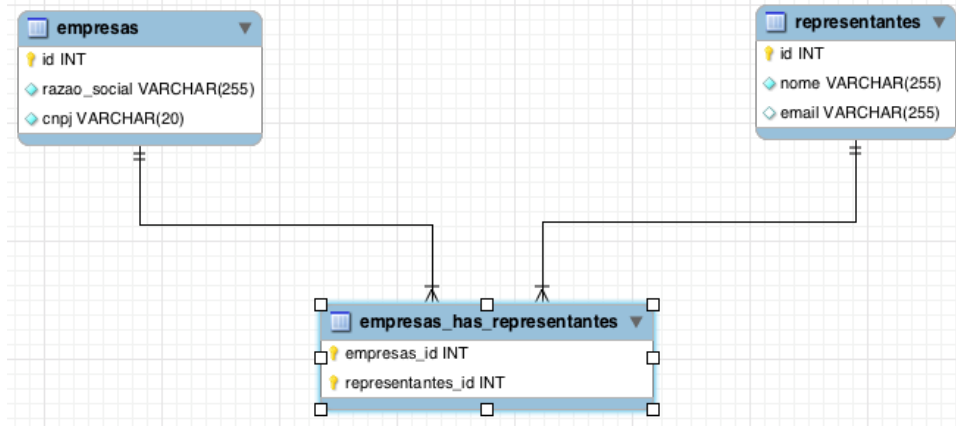 empresas
id INT
razao_social VARCHAR(255)
cnpj VARCHAR(20)
representantes
id INT
nome VARCHAR(255)
email VARCHAR(255)
empresas_has_representantes
empresas_id INT
representantes_id INT